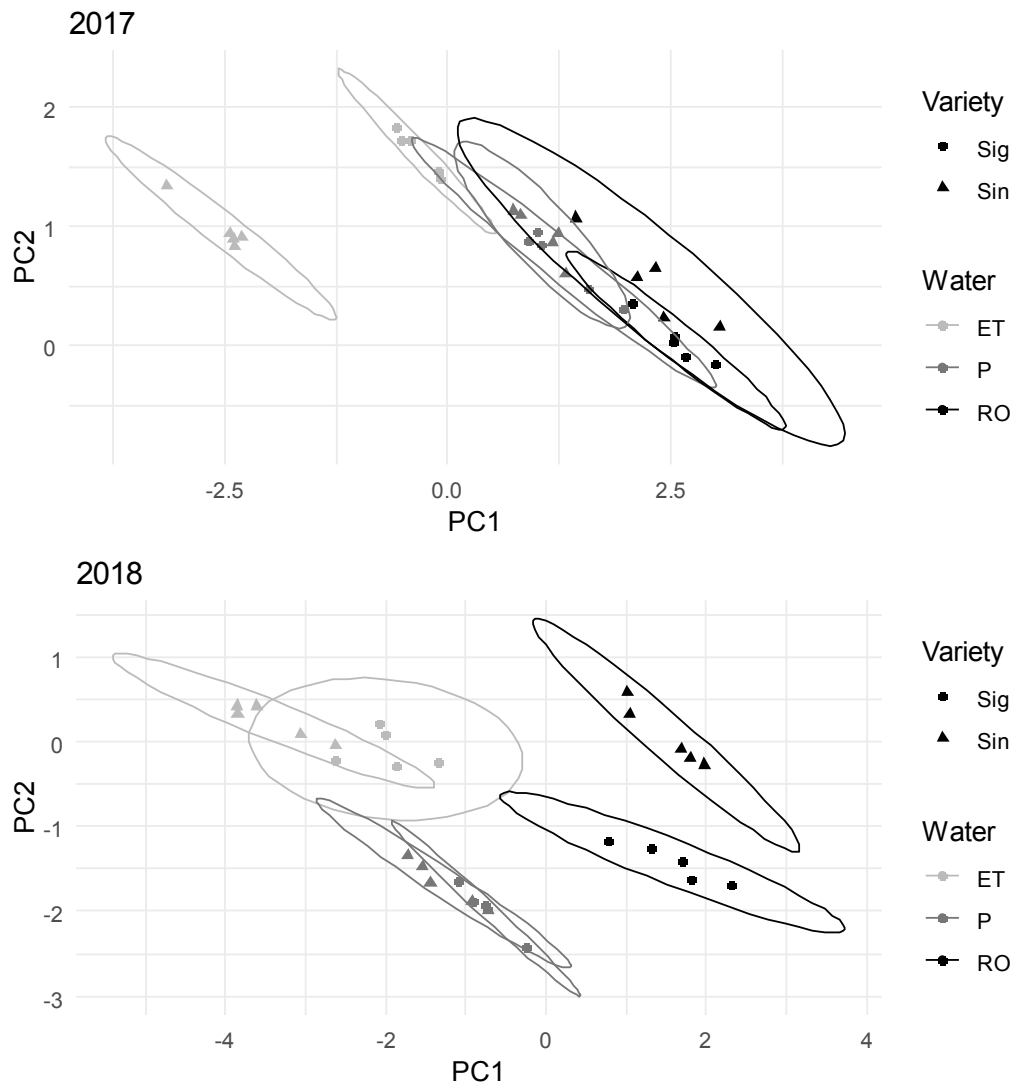 2017
PC2
2
1
0
-2.5
0.0
2.5
PC1
Variety
Sig
Sin
Water
ET
P
RO
2018
PC2
1
0
-1
-2
-3
-4
-2
0
2
4
PC1
Variety
Sig
Sin
Water
ET
P
RO